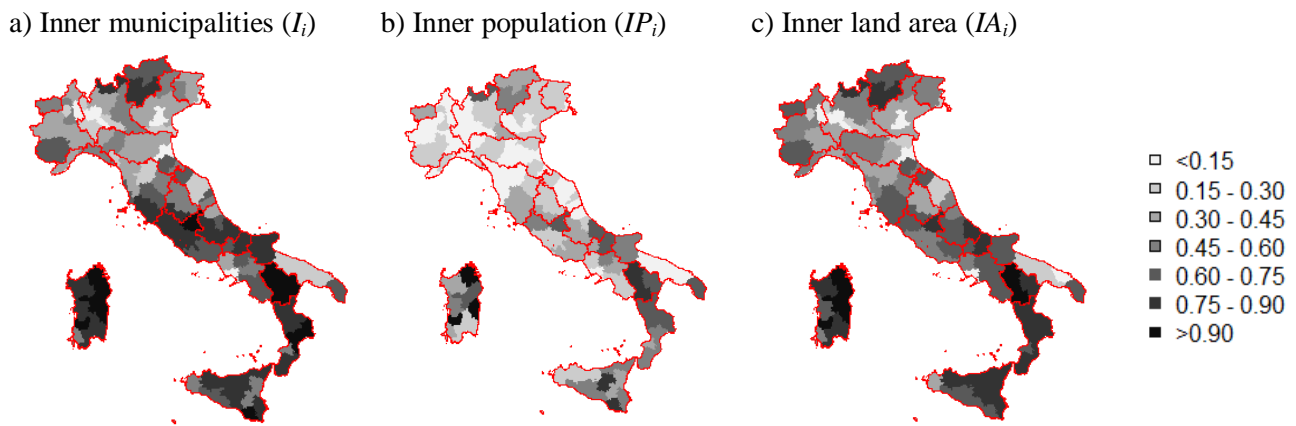 a) Inner municipalities (Ii)
b) Inner population (IPi)
c) Inner land area (IAi)
<0.15
0.15 - 0.30
0.30 - 0.45
0.45 - 0.60
0.60 - 0.75
0.75 - 0.90
>0.90